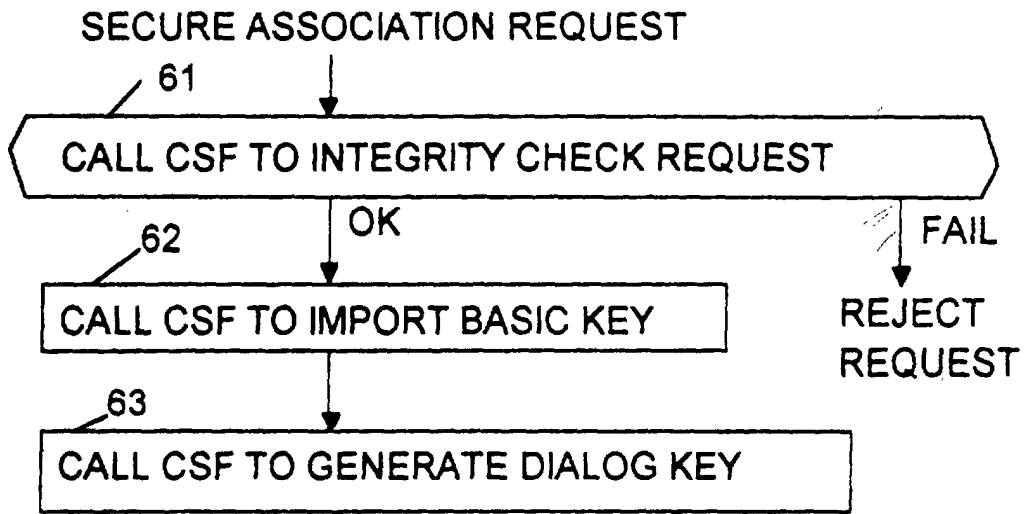 SECURE ASSOCIATION REQUEST
61
CALL CSF TO INTEGRITY CHECK REQUEST
OK
FAIL
62
CALL CSF TO IMPORT BASIC KEY
REJECT
REQUEST
63
CALL CSF TO GENERATE DIALOG KEY